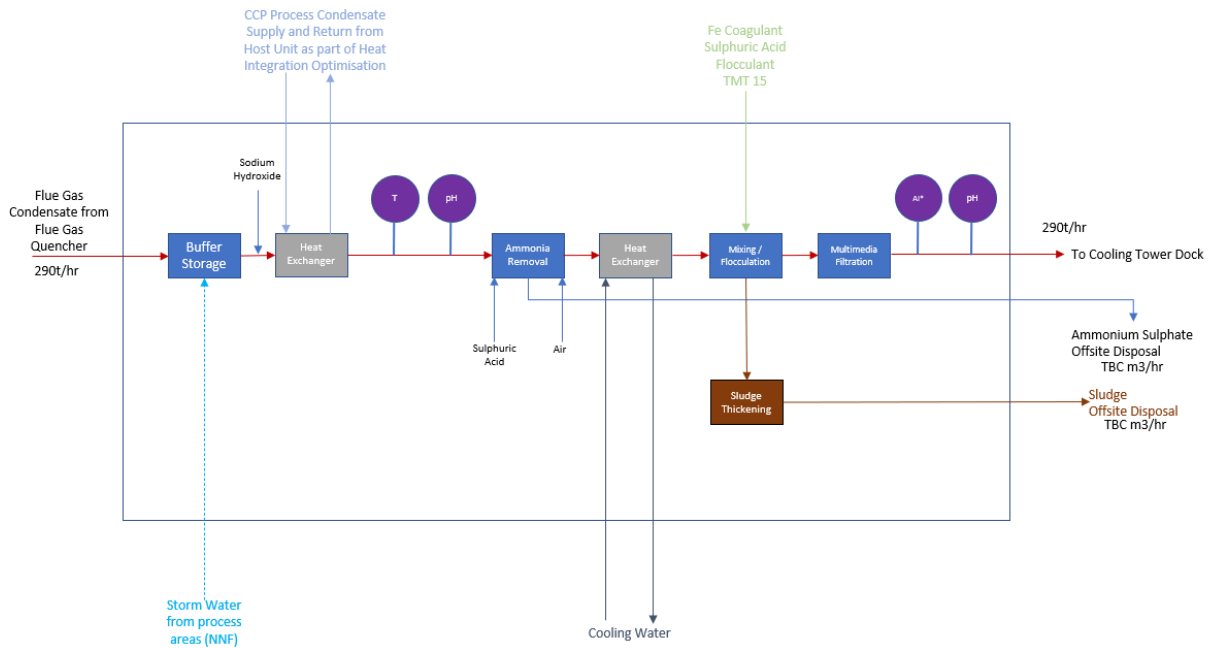 CCP Process Condensate
Supply and Return from
Host Unit as part of Heat
Integration Optimisation
Fe Coagulant
Sulphuric Acid
Flocculant
TMT 15
Sodium
Hydroxide
Flue Gas
Condensate from
Flue Gas
Quencher
290t/hr
Buffer
Storage
Heat
Exchanger
T
pH
Ammonia
Removal
Heat
Exchanger
Mixing /
Flocculation
Multimedia
Filtration
Al*
pH
290t/hr
To Cooling Tower Dock
Sulphuric
Acid
Air
Ammonium Sulphate
Offsite Disposal
TBC m3/hr
Sludge
Thickening
Sludge
Offsite Disposal
TBC m3/hr
Storm Water
from process
areas (NNF)
Cooling Water